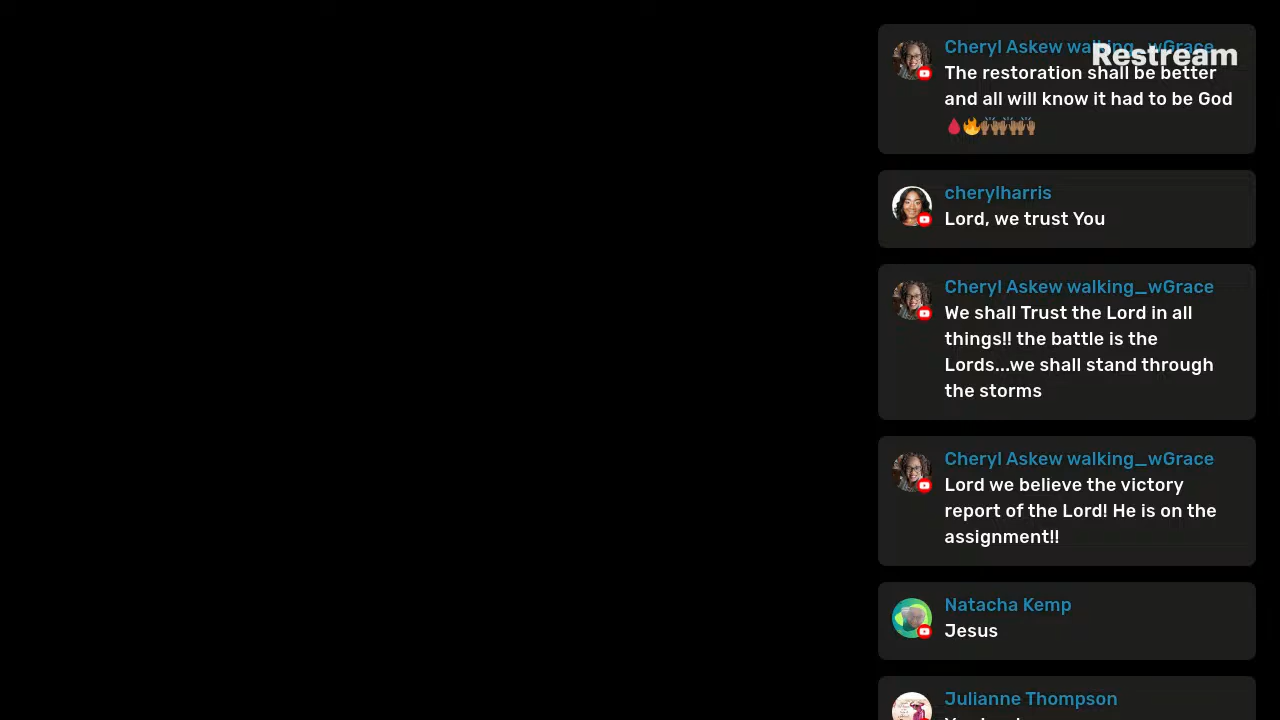 Cheryl Askew walking_wGrace
Restream
The restoration shall be better
and all will know it had to be God
🩸🔥🙌🏽🙌🏽🙌🏽
cherylharris
Lord, we trust You
Cheryl Askew walking_wGrace
We shall Trust the Lord in all
things!! the battle is the
Lords...we shall stand through
the storms
Cheryl Askew walking_wGrace
Lord we believe the victory
report of the Lord! He is on the
assignment!!
Natacha Kemp
Jesus
Julianne Thompson